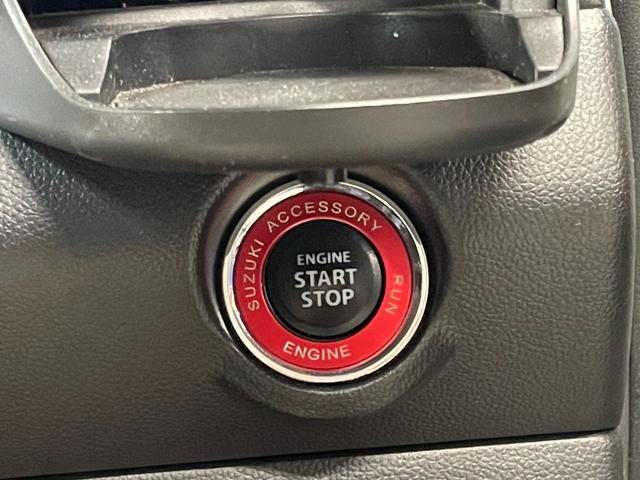 SUZUKI ACCESSORY RUN ENGINE
ENGINE
START
STOP